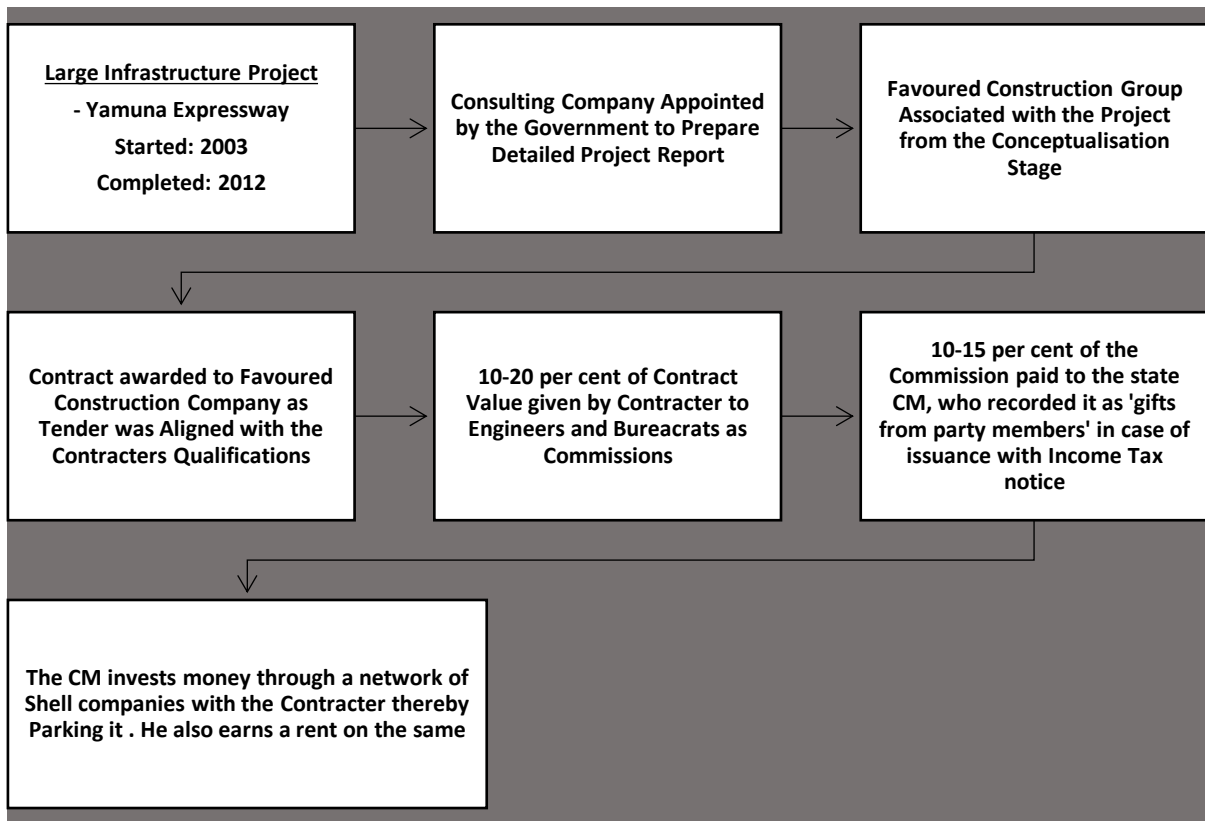 Large Infrastructure Project
- Yamuna Expressway
Started: 2003
Completed: 2012
Consulting Company Appointed
by the Government to Prepare
Detailed Project Report
Favoured Construction Group
Associated with the Project
from the Conceptualisation
Stage
Contract awarded to Favoured
Construction Company as
Tender was Aligned with the
Contracters Qualifications
10-20 per cent of Contract
Value given by Contracter to
Engineers and Bureacrats as
Commissions
10-15 per cent of the
Commission paid to the state
CM, who recorded it as 'gifts
from party members' in case of
issuance with Income Tax
notice
The CM invests money through a network of
Shell companies with the Contracter thereby
Parking it . He also earns a rent on the same